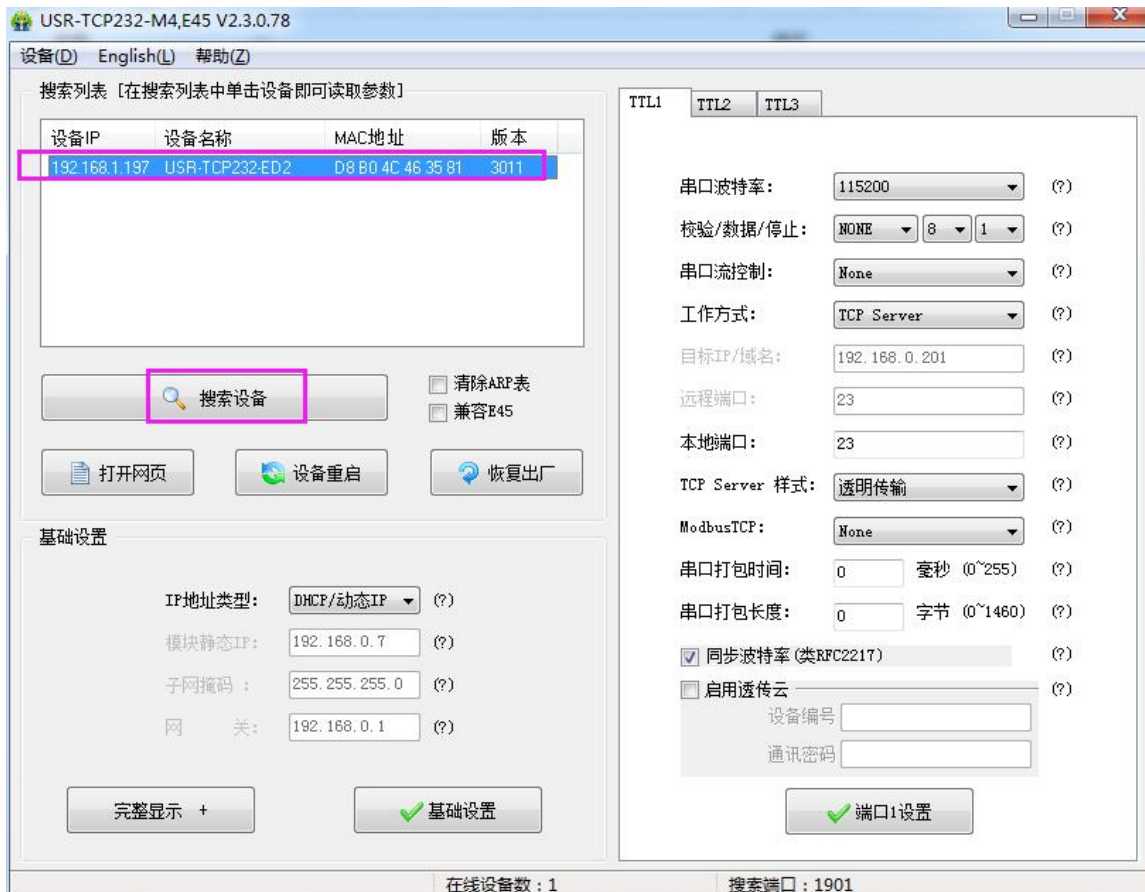 USR-TCP232-M4,E45 V2.3.0.78
设备(D) English(L) 帮助(Z)
搜索列表 [在搜索列表中单击设备即可读取参数]
设备IP 设备名称 MAC地址 版本
192.168.1.197 USR-TCP232-ED2 D8 B0 4C 46 35 81 3011
搜索设备
清除ARP表
兼容E45
打开网页 设备重启 恢复出厂
基础设置
IP地址类型: DHCP/动态IP (?)
模块静态IP: 192.168.0.7 (?)
子网掩码 : 255.255.255.0 (?)
网 关: 192.168.0.1 (?)
完整显示 + 基础设置
TTL1 TTL2 TTL3
串口波特率: 115200 (?)
校验/数据/停止: NONE 8 1 (?)
串口流控制: None (?)
工作方式: TCP Server (?)
目标IP/域名: 192.168.0.201 (?)
远程端口: 23 (?)
本地端口: 23 (?)
TCP Server 样式: 透明传输 (?)
ModbusTCP: None (?)
串口打包时间: 0 毫秒 (0~255) (?)
串口打包长度: 0 字节 (0~1460) (?)
同步波特率(类RFC2217) (?)
启用透传云 (?)
设备编号
通讯密码
端口1设置
在线设备数:1 搜索端口:1901